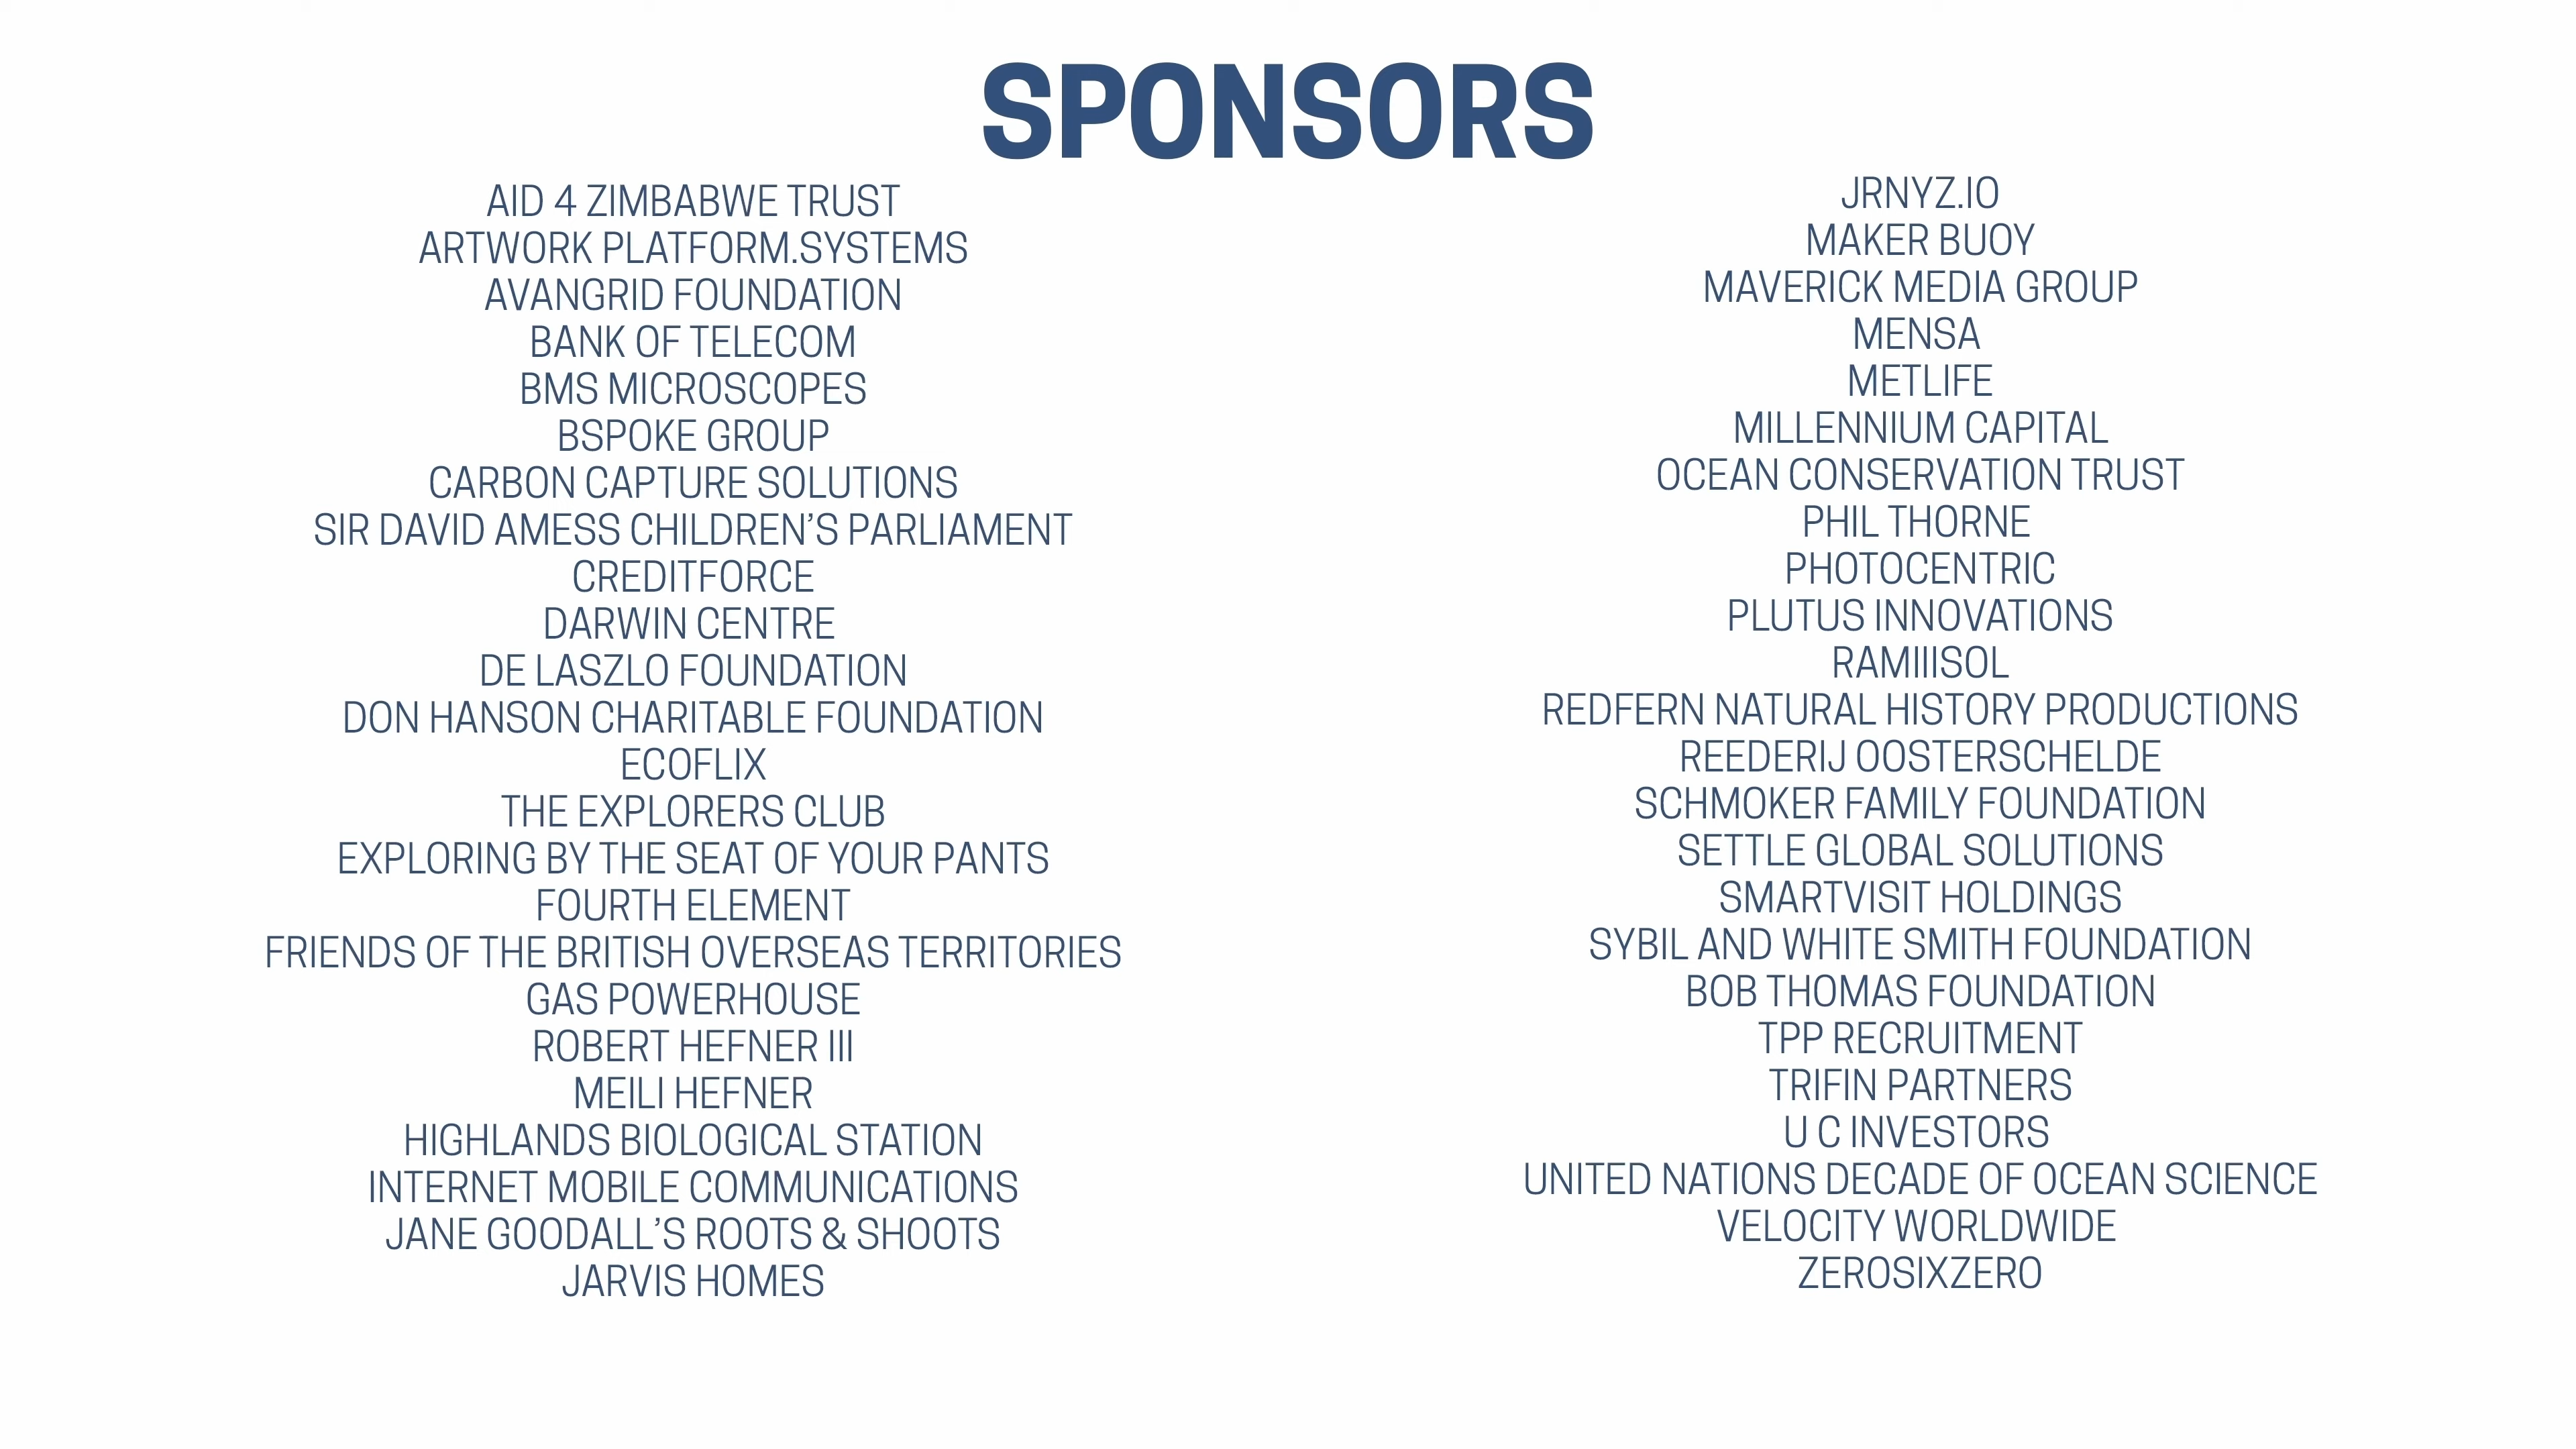 SPONSORS
AID 4 ZIMBABWE TRUST
ARTWORK PLATFORM.SYSTEMS
AVANGRID FOUNDATION
BANK OF TELECOM
BMS MICROSCOPES
BSPOKE GROUP
CARBON CAPTURE SOLUTIONS
SIR DAVID AMESS CHILDREN’S PARLIAMENT
CREDITFORCE
DARWIN CENTRE
DE LASZLO FOUNDATION
DON HANSON CHARITABLE FOUNDATION
ECOFLIX
THE EXPLORERS CLUB
EXPLORING BY THE SEAT OF YOUR PANTS
FOURTH ELEMENT
FRIENDS OF THE BRITISH OVERSEAS TERRITORIES
GAS POWERHOUSE
ROBERT HEFNER III
MEILI HEFNER
HIGHLANDS BIOLOGICAL STATION
INTERNET MOBILE COMMUNICATIONS
JANE GOODALL’S ROOTS & SHOOTS
JARVIS HOMES
JRNYZ.IO
MAKER BUOY
MAVERICK MEDIA GROUP
MENSA
METLIFE
MILLENNIUM CAPITAL
OCEAN CONSERVATION TRUST
PHIL THORNE
PHOTOCENTRIC
PLUTUS INNOVATIONS
RAMIIISOL
REDFERN NATURAL HISTORY PRODUCTIONS
REEDERIJ OOSTERSCHELDE
SCHMOKER FAMILY FOUNDATION
SETTLE GLOBAL SOLUTIONS
SMARTVISIT HOLDINGS
SYBIL AND WHITE SMITH FOUNDATION
BOB THOMAS FOUNDATION
TPP RECRUITMENT
TRIFIN PARTNERS
U C INVESTORS
UNITED NATIONS DECADE OF OCEAN SCIENCE
VELOCITY WORLDWIDE
ZEROSIXZERO